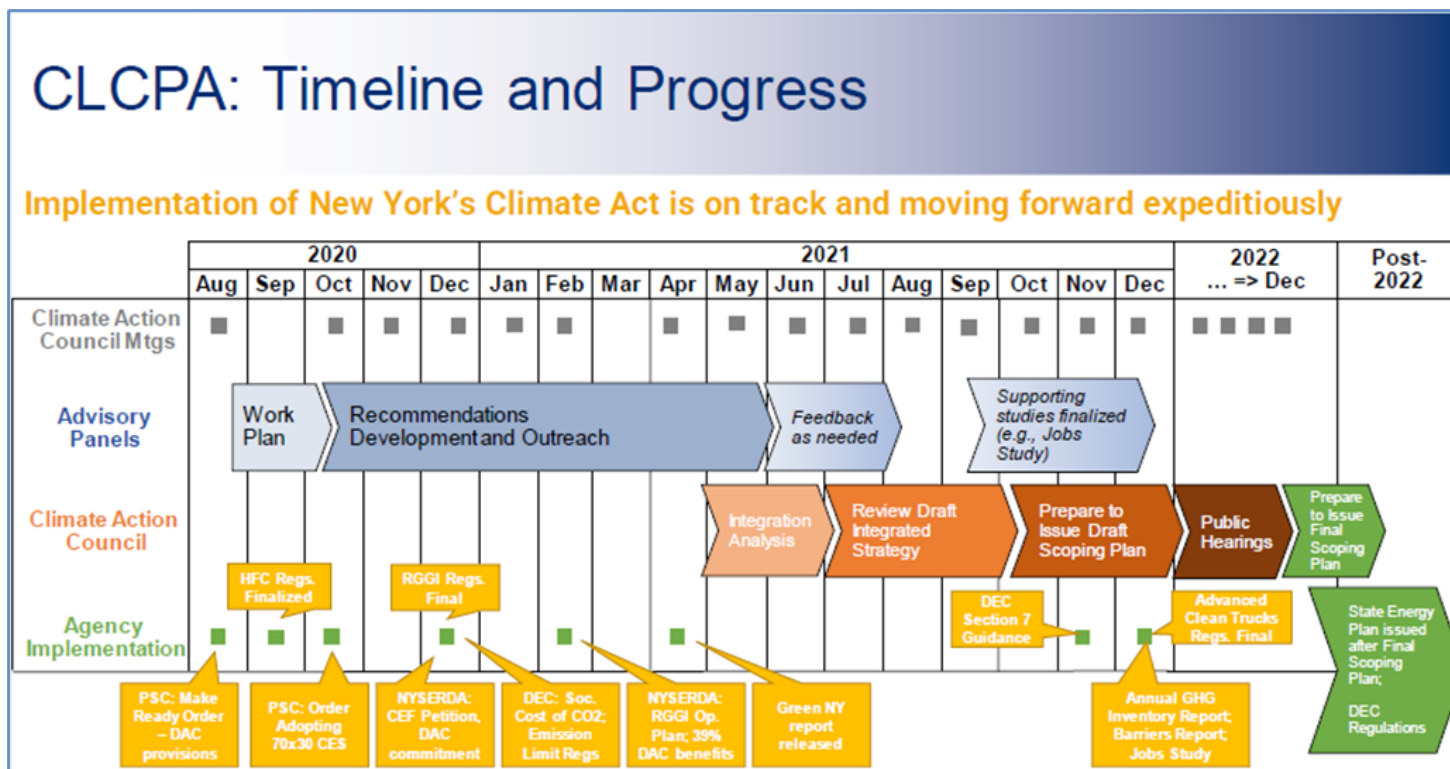 CLCPA: Timeline and Progress
Implementation of New York's Climate Act is on track and moving forward expeditiously
2020
2021
2022
... => Dec
Post-
2022
Aug Sep Oct Nov Dec Jan Feb Mar Apr May Jun Jul Aug Sep Oct Nov Dec
Climate Action
Council Mtgs
Advisory
Panels
Work
Plan
Recommendations
Development and Outreach
Feedback
as needed
Supporting
studies finalized
(e.g., Jobs
Study)
Climate Action
Council
Integration
Analysis
Review Draft
Integrated
Strategy
Prepare to
Issue Draft
Scoping Plan
Public
Hearings
Prepare
to Issue
Final
Scoping
Plan
Agency
Implementation
HFC Regs.
Finalized
RGGI Regs.
Final
DEC
Section 7
Guidance
Advanced
Clean Trucks
Regs. Final
PSC: Make
Ready Order
– DAC
provisions
PSC: Order
Adopting
70x30 CES
NYSERDA:
CEF Petition,
DAC
commitment
DEC: Soc.
Cost of CO2;
Emission
Limit Regs
NYSERDA:
RGGI Op.
Plan; 39%
DAC benefits
Green NY
report
released
Annual GHG
Inventory Report;
Barriers Report;
Jobs Study
State Energy
Plan issued
after Final
Scoping
Plan;
DEC
Regulations